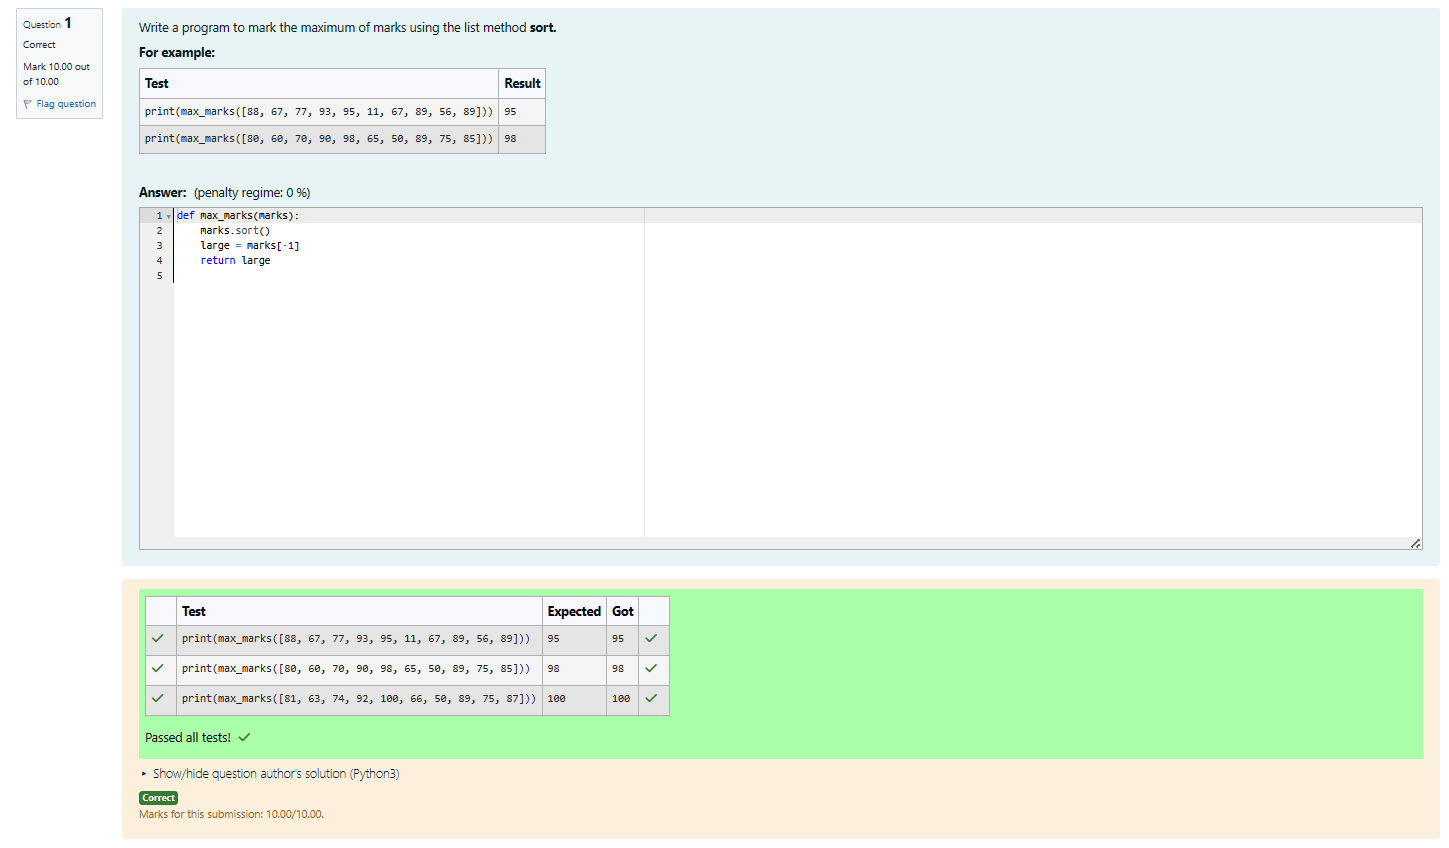 Question 1
Correct
Mark 10.00 out
of 10.00
Flag question
Write a program to mark the maximum of marks using the list method sort.
For example:
Test Result
print(max_marks([88, 67, 77, 93, 95, 11, 67, 89, 56, 89])) 95
print(max_marks([80, 60, 70, 90, 98, 65, 50, 89, 75, 85])) 98
Answer: (penalty regime: 0 %)
1 def max_marks(marks):
2     marks.sort()
3     large = marks[-1]
4     return large
5
Test Expected Got
print(max_marks([88, 67, 77, 93, 95, 11, 67, 89, 56, 89])) 95 95
print(max_marks([80, 60, 70, 90, 98, 65, 50, 89, 75, 85])) 98 98
print(max_marks([81, 63, 74, 92, 100, 66, 50, 89, 75, 87])) 100 100
Passed all tests!
Show/hide question author's solution (Python3)
Correct
Marks for this submission: 10.00/10.00.